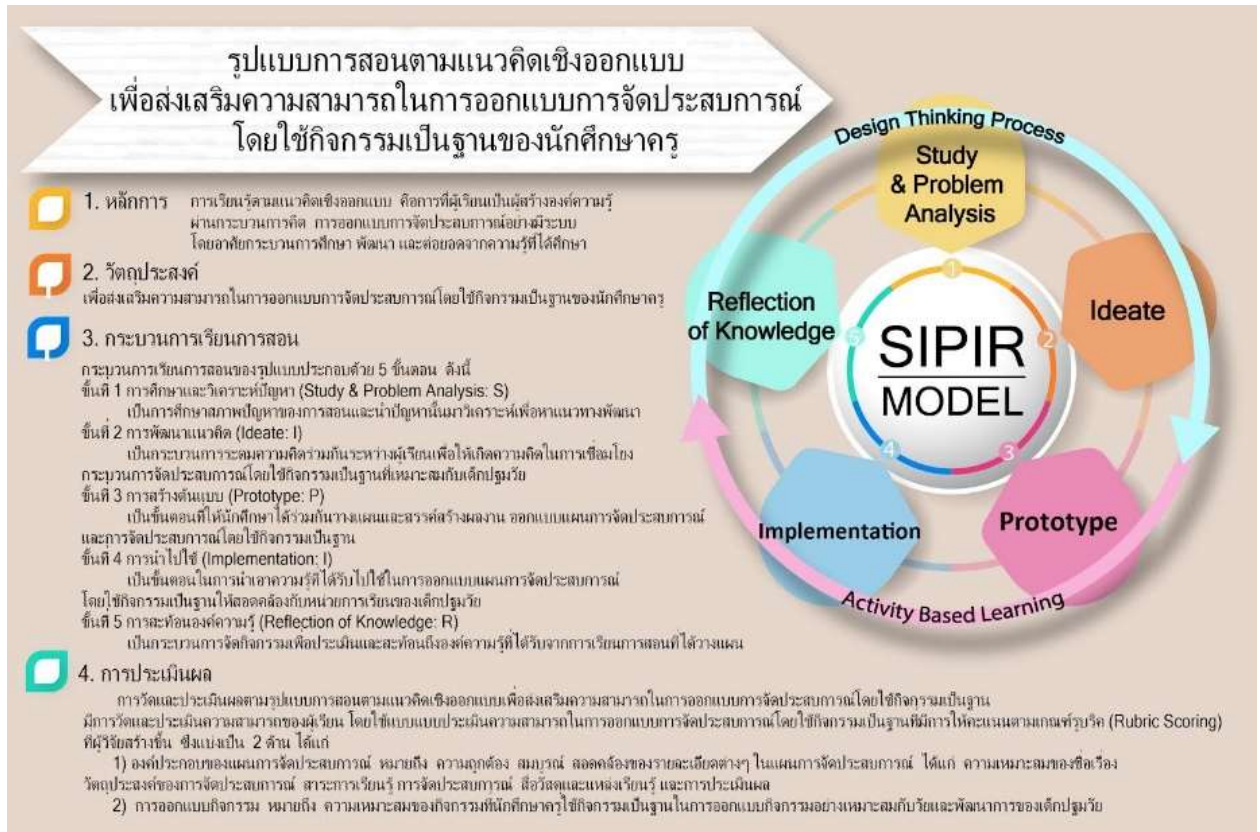 รูปแบบการสอนตามแนวคิดเชิงออกแบบ
เพื่อส่งเสริมความสามารถในการออกแบบการจัดประสบการณ์
โดยใช้กิจกรรมเป็นฐานของนักศึกษาครู
1. หลักการ การเรียนรู้ตามแนวคิดเชิงออกแบบ คือการที่ผู้เรียนเป็นผู้สร้างองค์ความรู้
ผ่านกระบวนการคิด การออกแบบการจัดประสบการณ์อย่างมีระบบ
โดยอาศัยกระบวนการศึกษา พัฒนา และต่อยอดจากความรู้ที่ได้ศึกษา
2. วัตถุประสงค์
เพื่อส่งเสริมความสามารถในการออกแบบการจัดประสบการณ์โดยใช้กิจกรรมเป็นฐานของนักศึกษาครู
3. กระบวนการเรียนการสอน
กระบวนการเรียนการสอนของรูปแบบประกอบด้วย 5 ขั้นตอน ดังนี้
ขั้นที่ 1 การศึกษาและวิเคราะห์ปัญหา (Study & Problem Analysis: S)
เป็นการศึกษาสภาพปัญหาของการสอนและนำปัญหานั้นมาวิเคราะห์เพื่อหาแนวทางพัฒนา
ขั้นที่ 2 การพัฒนาแนวคิด (Ideate: I)
เป็นกระบวนการระดมความคิดร่วมกันระหว่างผู้เรียนเพื่อให้เกิดความคิดในการเชื่อมโยง
กระบวนการจัดประสบการณ์โดยใช้กิจกรรมเป็นฐานที่เหมาะสมกับเด็กปฐมวัย
ขั้นที่ 3 การสร้างต้นแบบ (Prototype: P)
เป็นขั้นตอนที่ให้นักศึกษาได้ร่วมกันวางแผนและสรรค์สร้างผลงาน ออกแบบแผนการจัดประสบการณ์
และการจัดประสบการณ์โดยใช้กิจกรรมเป็นฐาน
ขั้นที่ 4 การนำไปใช้ (Implementation: I)
เป็นขั้นตอนในการนำเอาความรู้ที่ได้รับไปใช้ในการออกแบบแผนการจัดประสบการณ์
โดยใช้กิจกรรมเป็นฐานให้สอดคล้องกับหน่วยการเรียนของเด็กปฐมวัย
ขั้นที่ 5 การสะท้อนองค์ความรู้ (Reflection of Knowledge: R)
เป็นกระบวนการจัดกิจกรรมเพื่อประเมินและสะท้อนถึงองค์ความรู้ที่ได้รับจากการเรียนการสอนที่ได้วางแผน
4. การประเมินผล
การวัดและประเมินผลตามรูปแบบการสอนตามแนวคิดเชิงออกแบบเพื่อส่งเสริมความสามารถในการออกแบบการจัดประสบการณ์โดยใช้กิจกรรมเป็นฐาน
มีการวัดและประเมินความสามารถของผู้เรียน โดยใช้แบบแบบประเมินความสามารถในการออกแบบการจัดประสบการณ์โดยใช้กิจกรรมเป็นฐานที่มีการให้คะแนนตามเกณฑ์รูบริค (Rubric Scoring)
ที่ผู้วิจัยสร้างขึ้น ซึ่งแบ่งเป็น 2 ด้าน ได้แก่
1) องค์ประกอบของแผนการจัดประสบการณ์ หมายถึง ความถูกต้อง สมบูรณ์ สอดคล้องของรายละเอียดต่างๆ ในแผนการจัดประสบการณ์ ได้แก่ ความเหมาะสมของชื่อเรื่อง
วัตถุประสงค์ของการจัดประสบการณ์ สาระการเรียนรู้ การจัดประสบการณ์ สื่อวัสดุและแหล่งเรียนรู้ และการประเมินผล
2) การออกแบบกิจกรรม หมายถึง ความเหมาะสมของกิจกรรมที่นักศึกษาครูใช้กิจกรรมเป็นฐานในการออกแบบกิจกรรมอย่างเหมาะสมกับวัยและพัฒนาการของเด็กปฐมวัย
Design Thinking Process
Study
& Problem
Analysis
1
Ideate
2
Prototype
3
Implementation
4
Reflection
of Knowledge
5
SIPIR
MODEL
Activity Based Learning